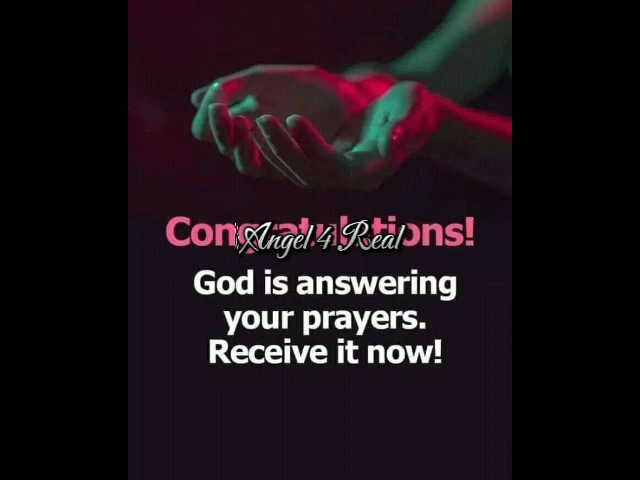 Congratulations!
Angel 4 Real
God is answering
your prayers.
Receive it now!